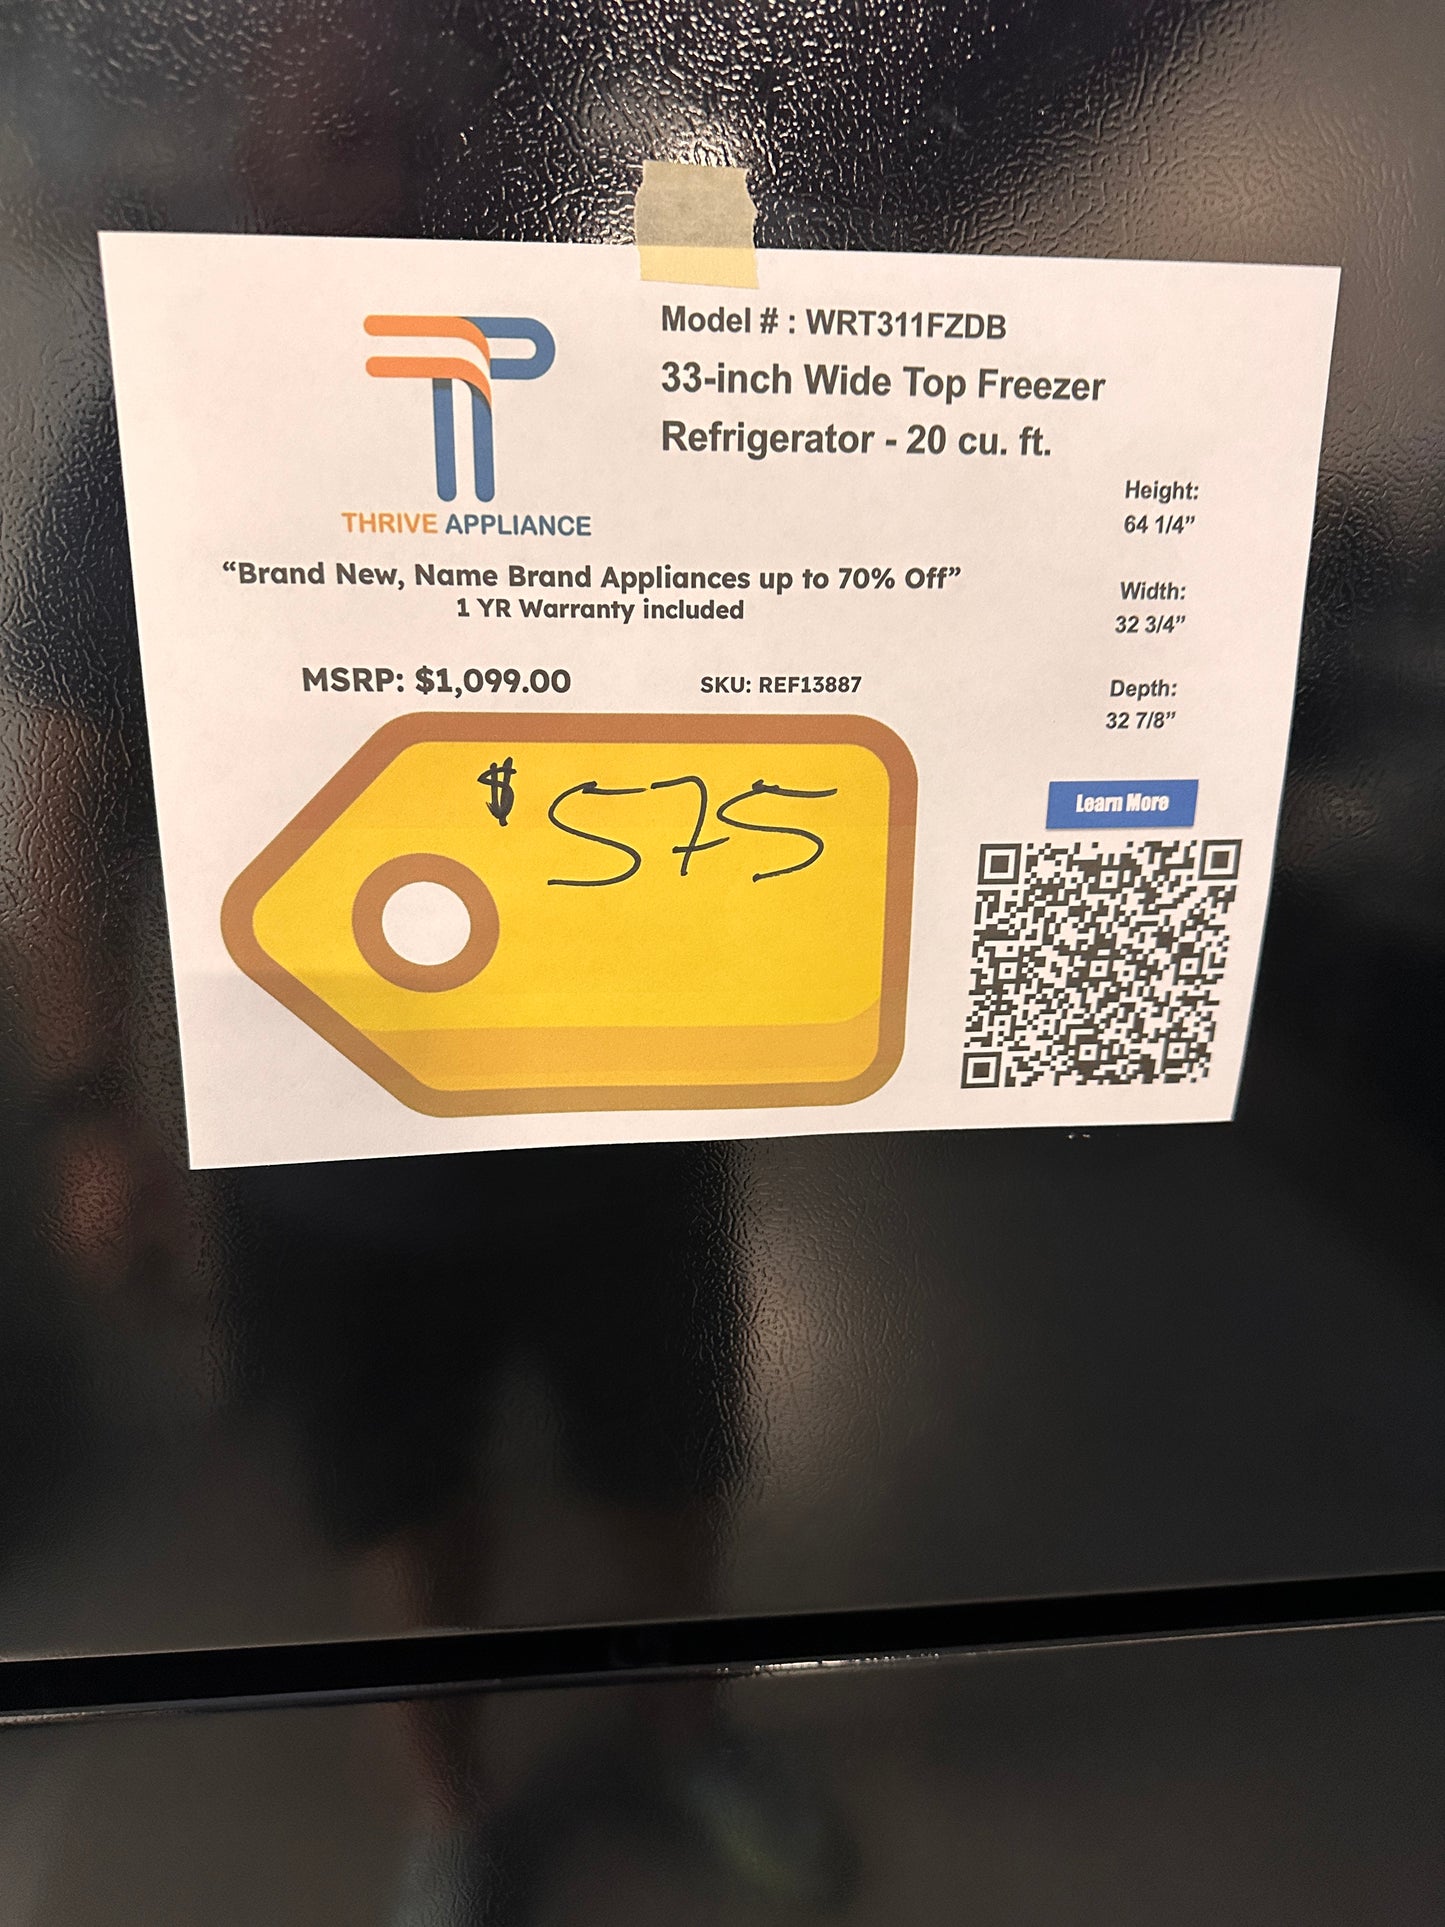 Model # : WRT311FZDB
33-inch Wide Top Freezer
Refrigerator - 20 cu. ft.
THRIVE APPLIANCE
“Brand New, Name Brand Appliances up to 70% Off”
1 YR Warranty included
Height:
64 1/4”
Width:
32 3/4”
Depth:
32 7/8”
MSRP: $1,099.00
SKU: REF13887
$575
Learn More